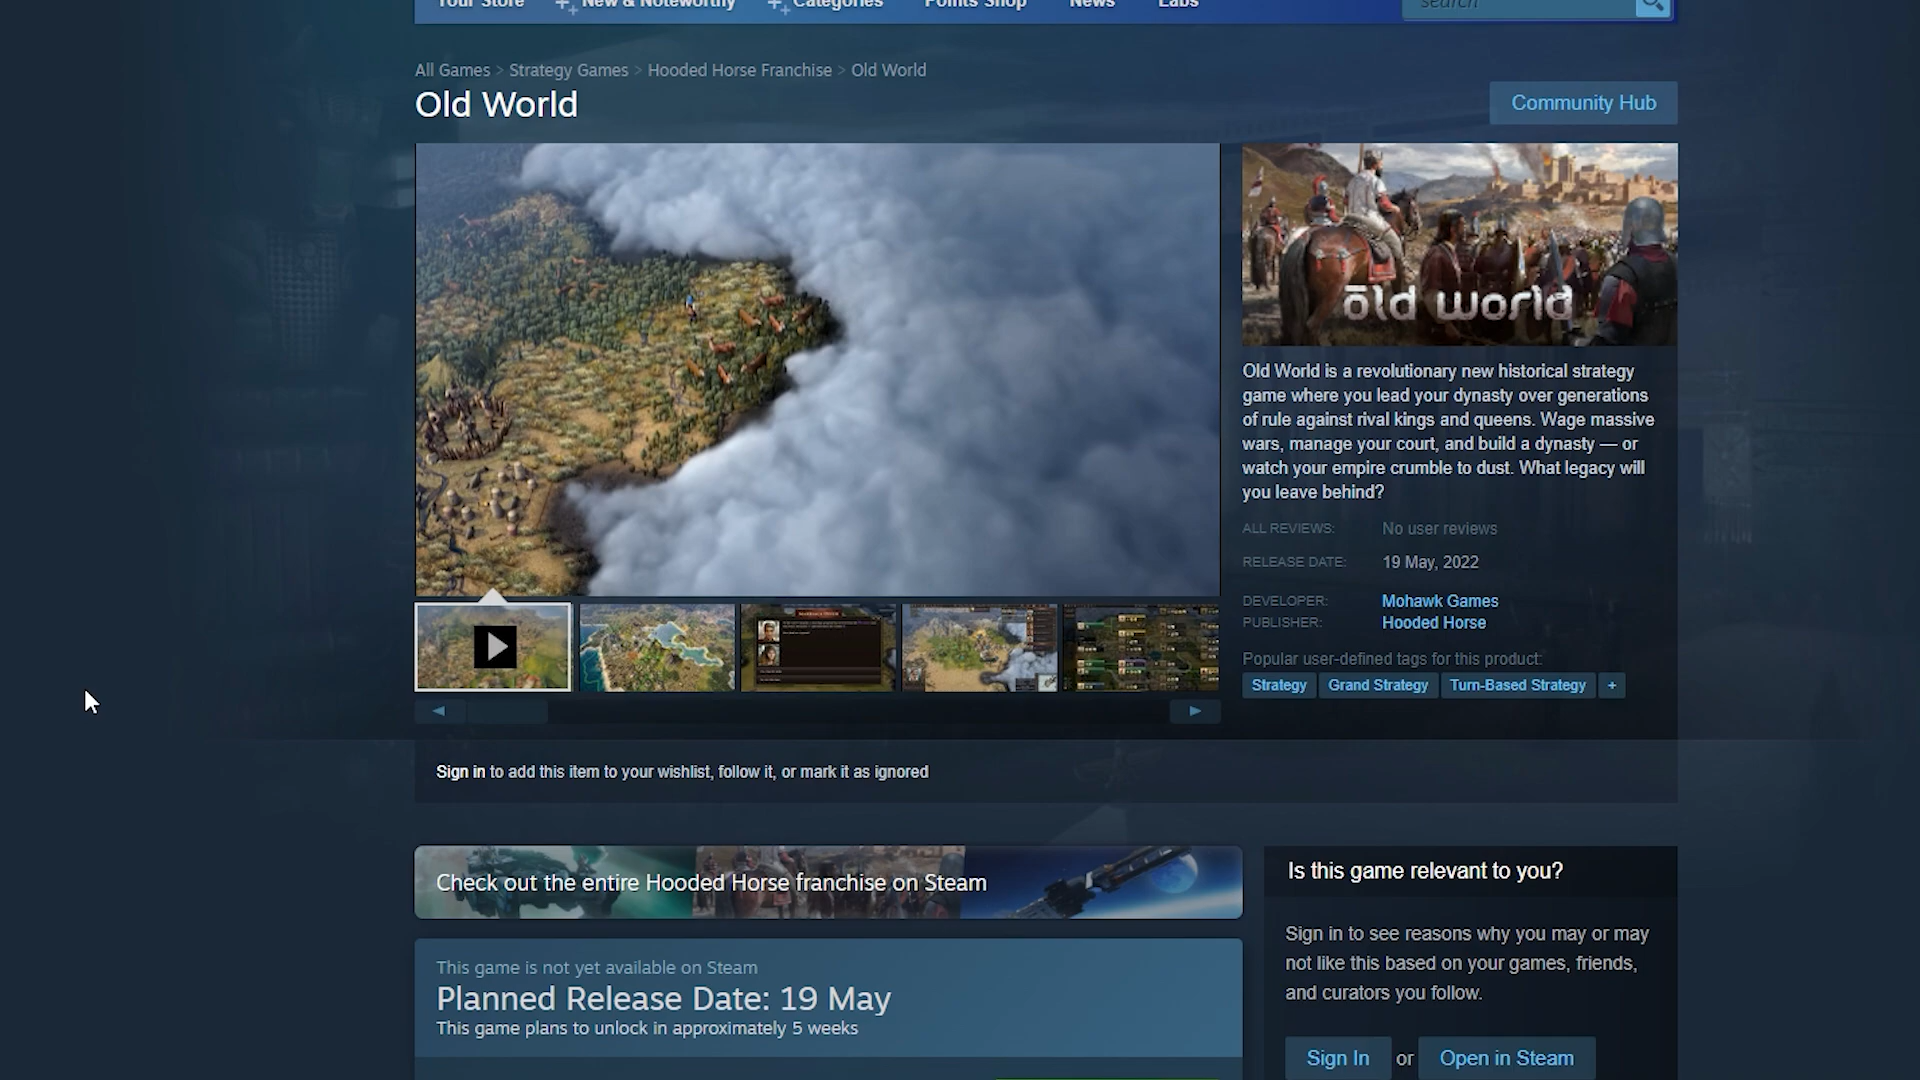 Your Store New & Noteworthy Categories Points Shop News Labs search
All Games > Strategy Games > Hooded Horse Franchise > Old World
Old World
Community Hub
old world
Old World is a revolutionary new historical strategy
game where you lead your dynasty over generations
of rule against rival kings and queens. Wage massive
wars, manage your court, and build a dynasty — or
watch your empire crumble to dust. What legacy will
you leave behind?
ALL REVIEWS: No user reviews
RELEASE DATE: 19 May, 2022
DEVELOPER: Mohawk Games
PUBLISHER: Hooded Horse
Popular user-defined tags for this product:
Strategy Grand Strategy Turn-Based Strategy +
Sign in to add this item to your wishlist, follow it, or mark it as ignored
Check out the entire Hooded Horse franchise on Steam
This game is not yet available on Steam
Planned Release Date: 19 May
This game plans to unlock in approximately 5 weeks
Is this game relevant to you?
Sign in to see reasons why you may or may
not like this based on your games, friends,
and curators you follow.
Sign In or Open in Steam